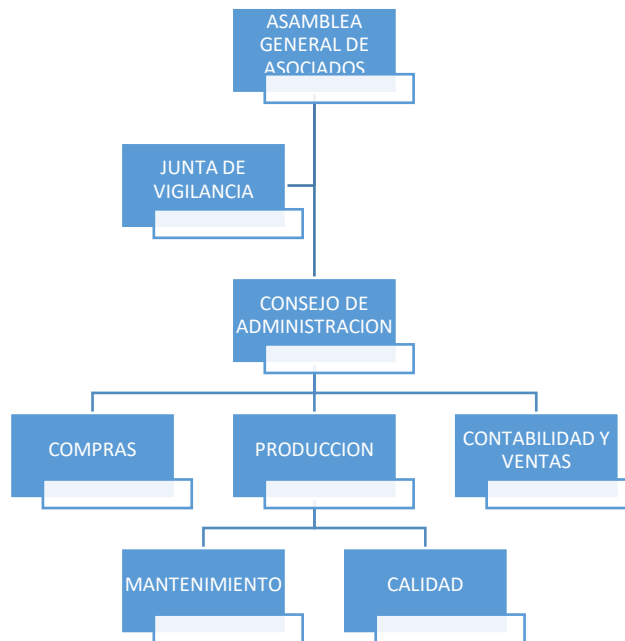 ASAMBLEA
GENERAL DE
ASOCIADOS
JUNTA DE
VIGILANCIA
CONSEJO DE
ADMINISTRACION
COMPRAS
PRODUCCION
CONTABILIDAD Y
VENTAS
MANTENIMIENTO
CALIDAD